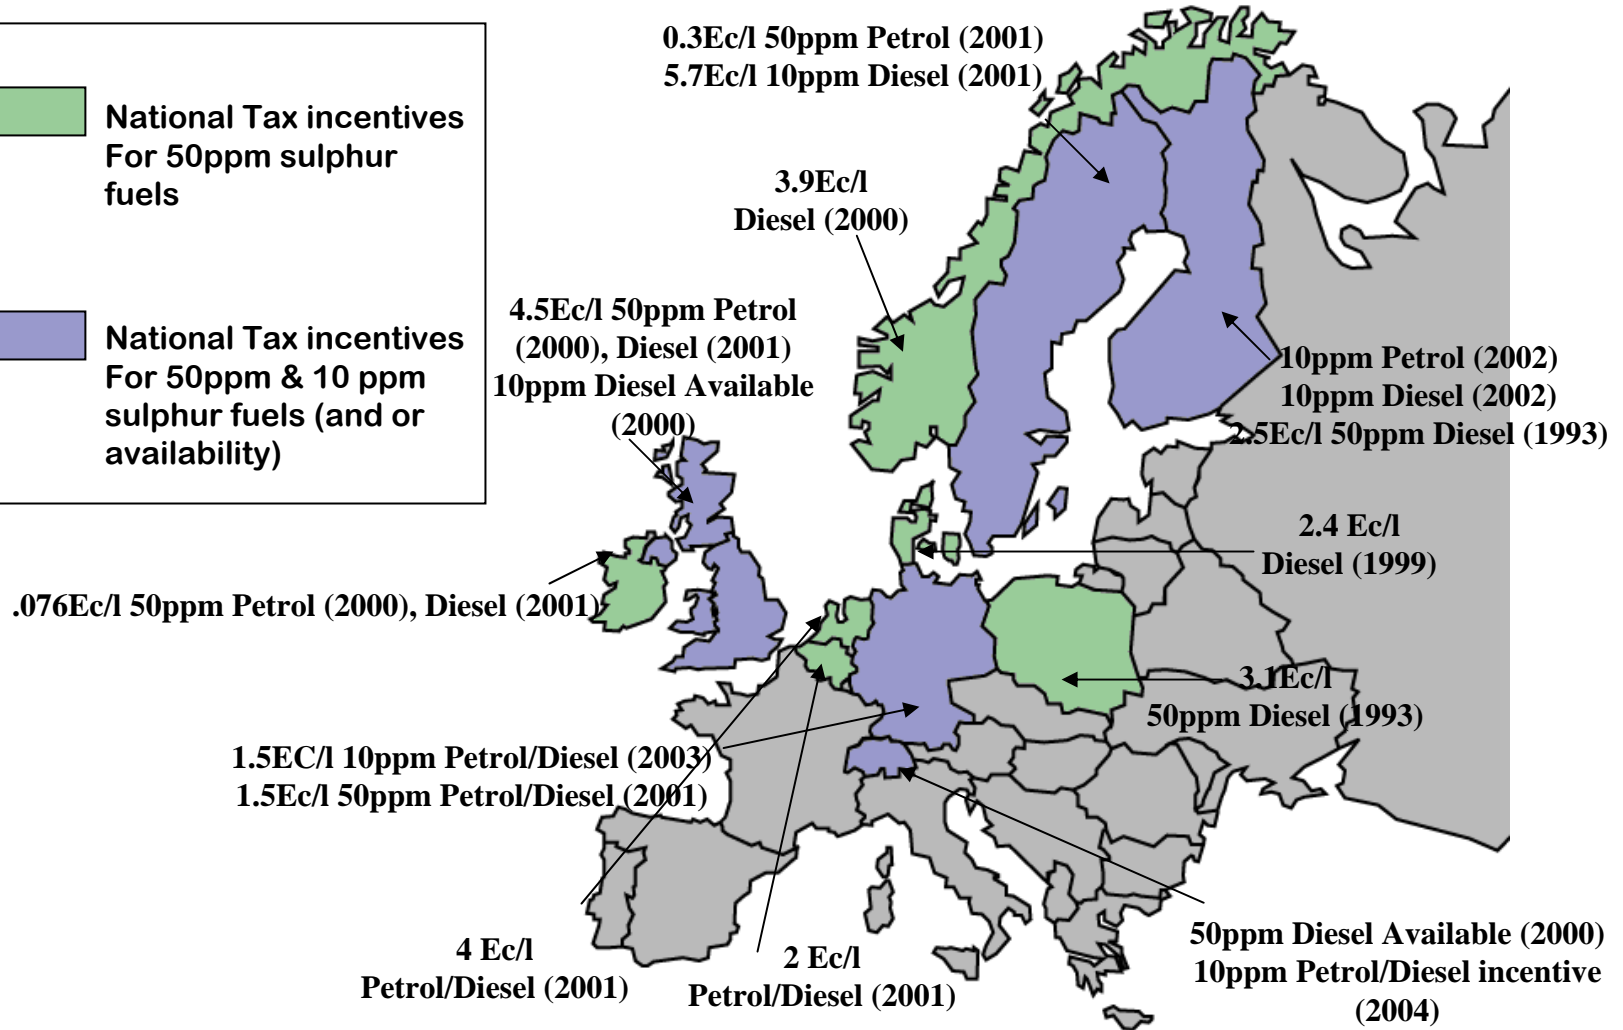 National Tax incentives
For 50ppm sulphur
fuels
National Tax incentives
For 50ppm & 10 ppm
sulphur fuels (and or
availability)
0.3Ec/l 50ppm Petrol (2001)
5.7Ec/l 10ppm Diesel (2001)
3.9Ec/l
Diesel (2000)
4.5Ec/l 50ppm Petrol
(2000), Diesel (2001)
10ppm Diesel Available
(2000)
10ppm Petrol (2002)
10ppm Diesel (2002)
2.5Ec/l 50ppm Diesel (1993)
2.4 Ec/l
Diesel (1999)
.076Ec/l 50ppm Petrol (2000), Diesel (2001)
3.1Ec/l
50ppm Diesel (1993)
1.5EC/l 10ppm Petrol/Diesel (2003)
1.5Ec/l 50ppm Petrol/Diesel (2001)
4 Ec/l
Petrol/Diesel (2001)
2 Ec/l
Petrol/Diesel (2001)
50ppm Diesel Available (2000)
10ppm Petrol/Diesel incentive
(2004)